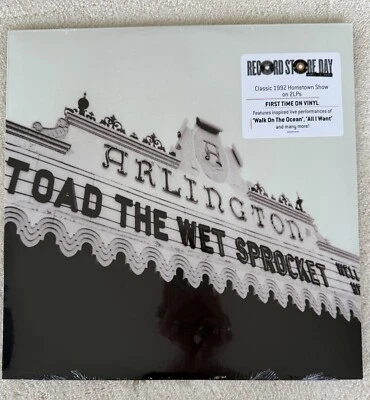 RECORD STORE DAY
Classic 1992 Hometown Show
on 2LPs
FIRST TIME ON VINYL
Features inspired live performances of
'Walk On The Ocean', 'All I Want'
and many more!
A
ARLINGTON
TOAD THE WET SPROCKET